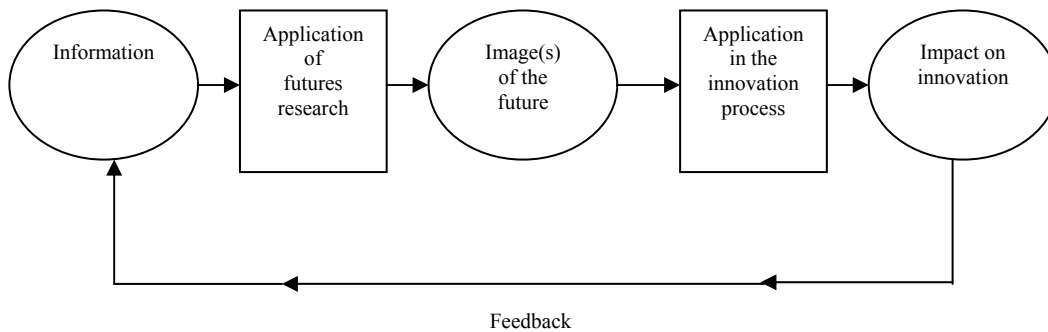 Information
Application
of
futures
research
Image(s)
of the
future
Application
in the
innovation
process
Impact on
innovation
Feedback